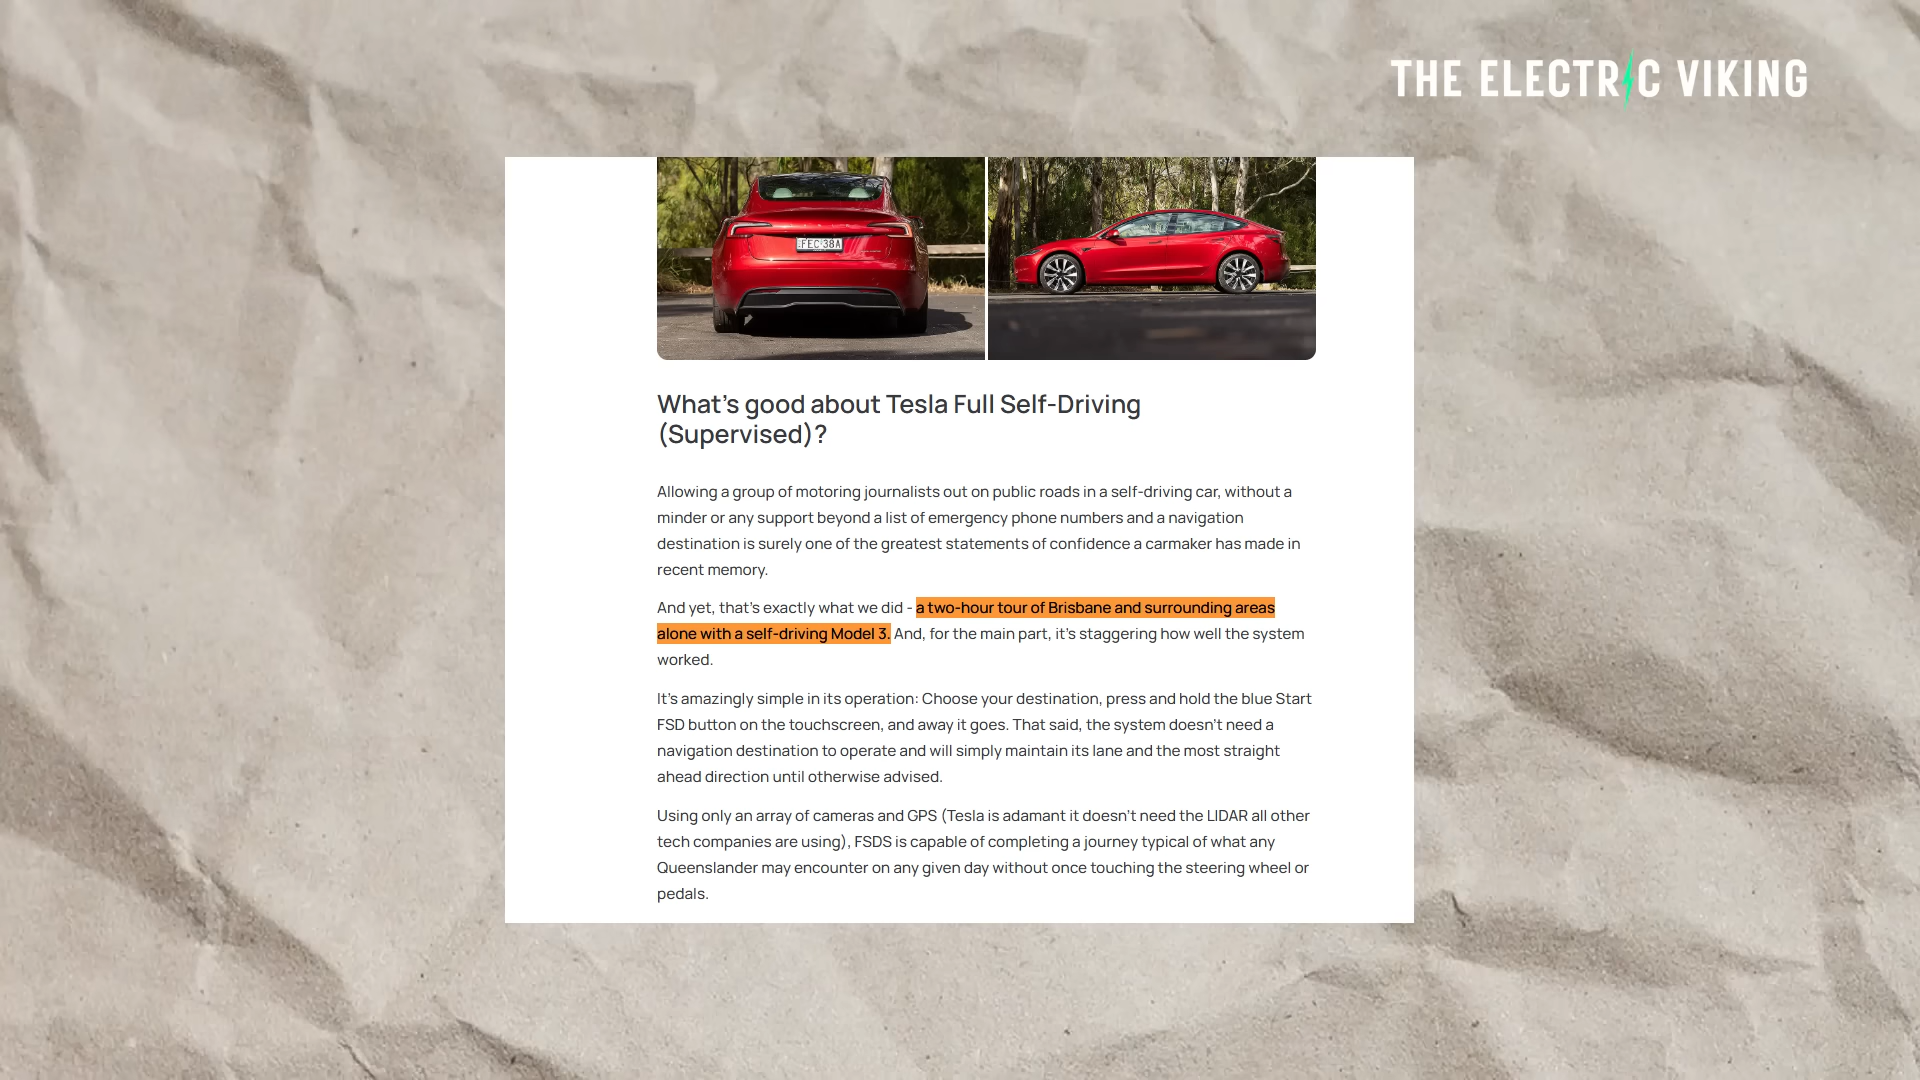 THE ELECTRIC VIKING
FEC 38A
What's good about Tesla Full Self-Driving
(Supervised)?
Allowing a group of motoring journalists out on public roads in a self-driving car, without a
minder or any support beyond a list of emergency phone numbers and a navigation
destination is surely one of the greatest statements of confidence a carmaker has made in
recent memory.
And yet, that's exactly what we did - a two-hour tour of Brisbane and surrounding areas
alone with a self-driving Model 3. And, for the main part, it's staggering how well the system
worked.
It's amazingly simple in its operation: Choose your destination, press and hold the blue Start
FSD button on the touchscreen, and away it goes. That said, the system doesn't need a
navigation destination to operate and will simply maintain its lane and the most straight
ahead direction until otherwise advised.
Using only an array of cameras and GPS (Tesla is adamant it doesn't need the LIDAR all other
tech companies are using), FSDS is capable of completing a journey typical of what any
Queenslander may encounter on any given day without once touching the steering wheel or
pedals.